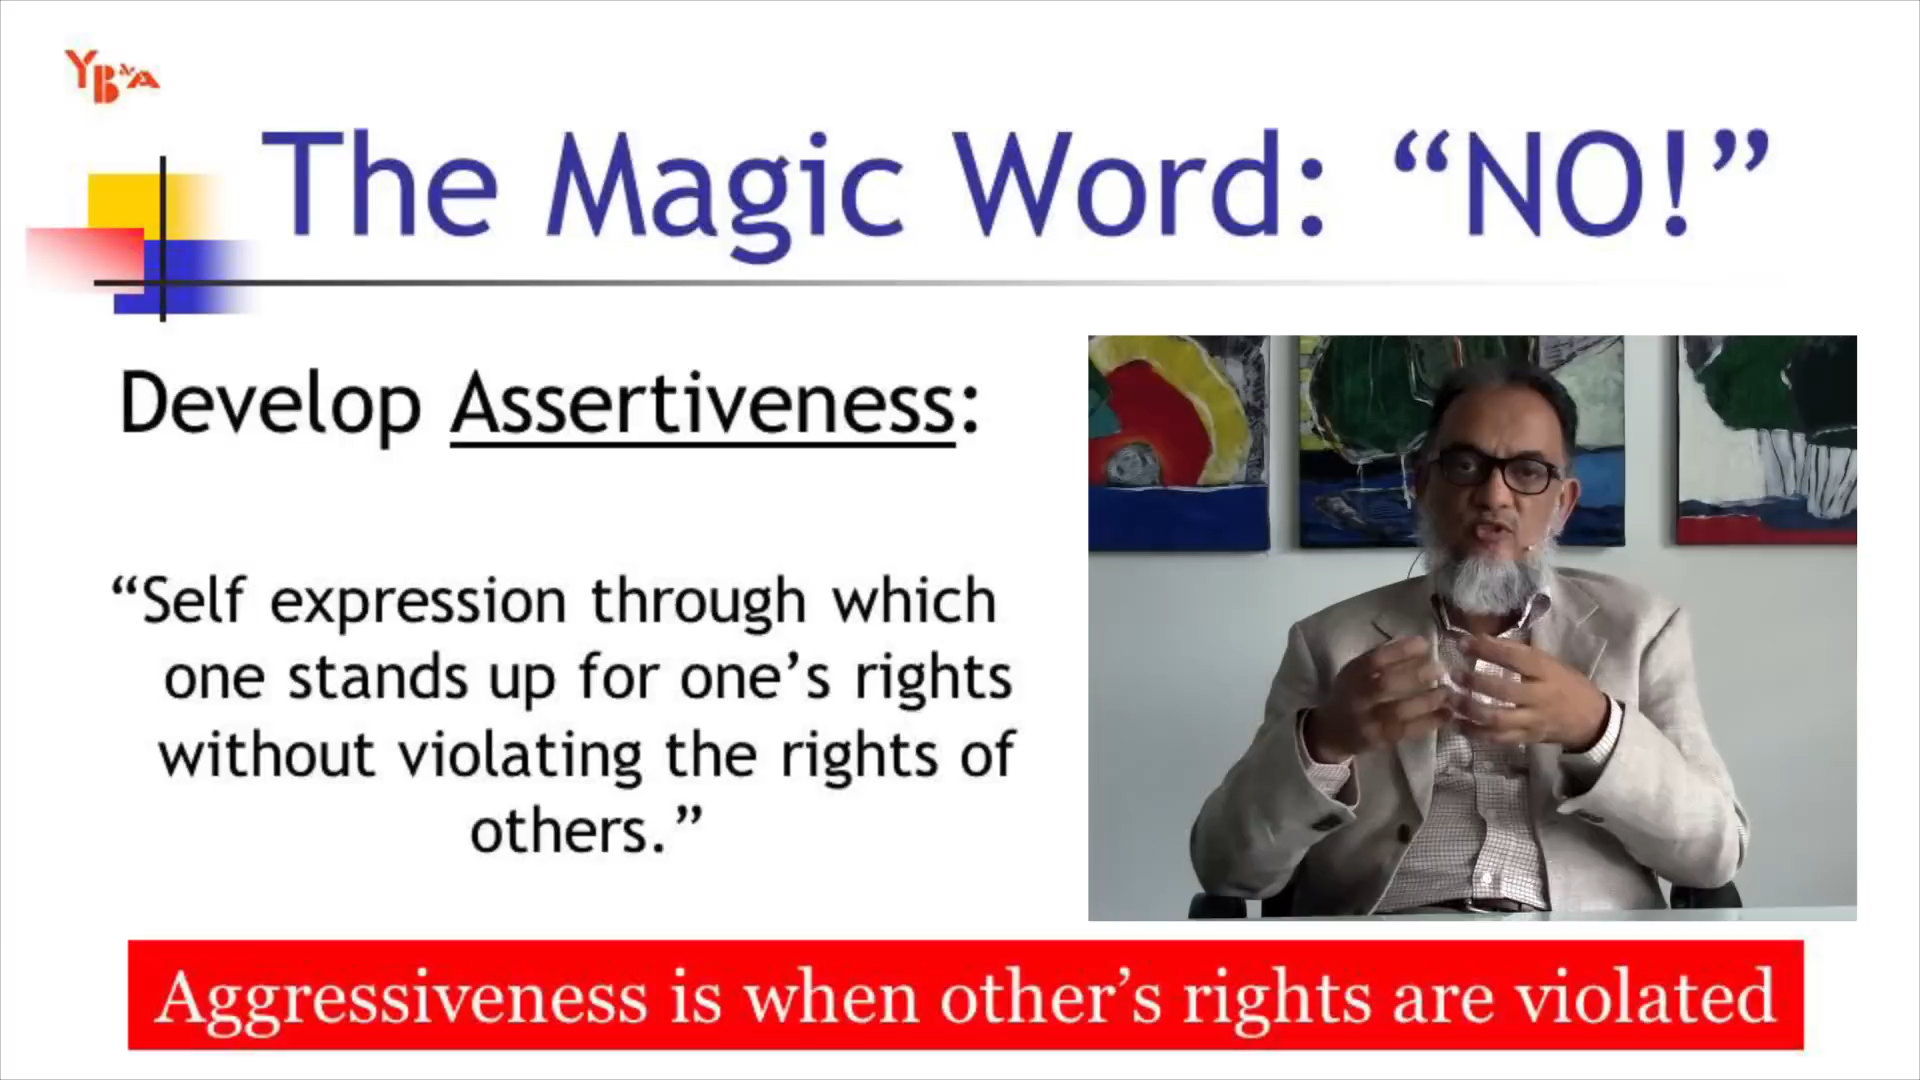 YB&A
The Magic Word: “NO!”
Develop Assertiveness:
“Self expression through which
one stands up for one’s rights
without violating the rights of
others.”
Aggressiveness is when other’s rights are violated